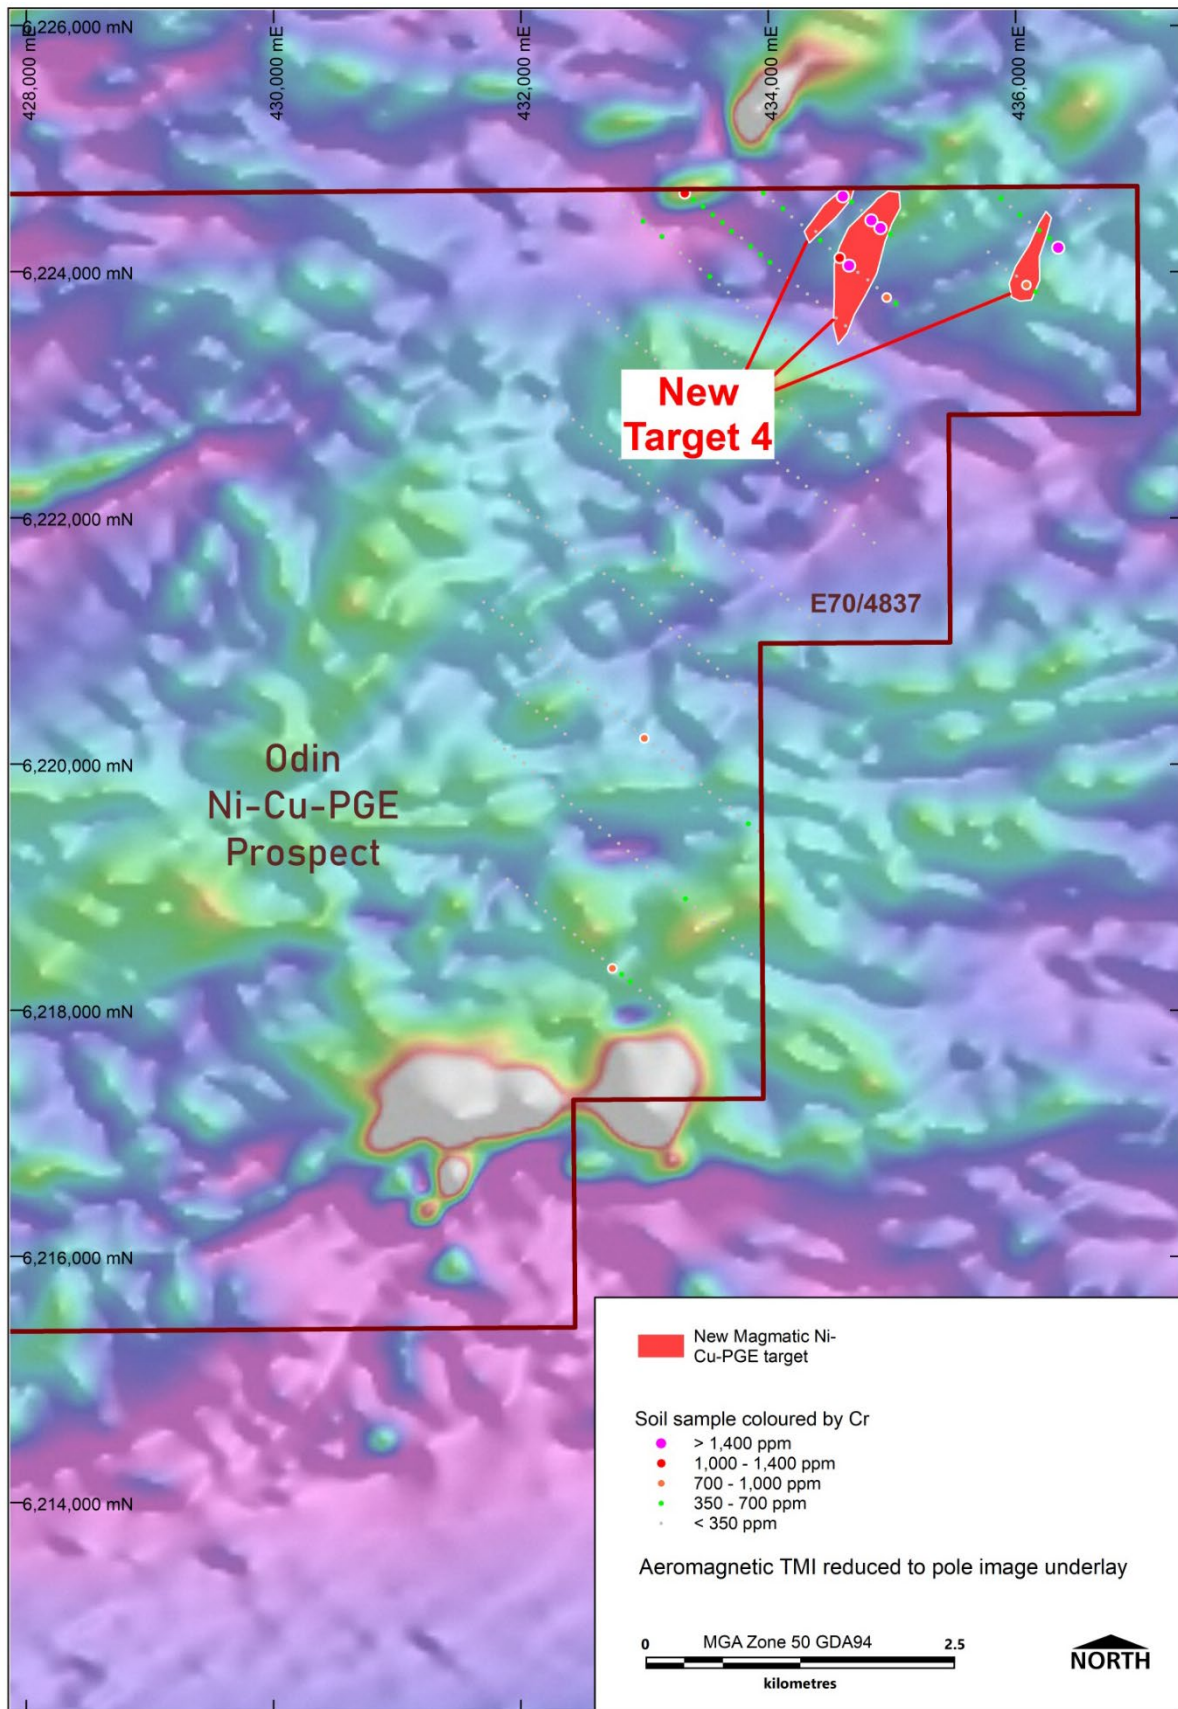 6,226,000 mN
428,000 mE
430,000 mE
432,000 mE
434,000 mE
436,000 mE
6,224,000 mN
New
Target 4
6,222,000 mN
E70/4837
6,220,000 mN
Odin
Ni-Cu-PGE
Prospect
6,218,000 mN
6,216,000 mN
6,214,000 mN
New Magmatic Ni-
Cu-PGE target
Soil sample coloured by Cr
> 1,400 ppm
1,000 - 1,400 ppm
700 - 1,000 ppm
350 - 700 ppm
< 350 ppm
Aeromagnetic TMI reduced to pole image underlay
0 MGA Zone 50 GDA94 2.5
kilometres
NORTH